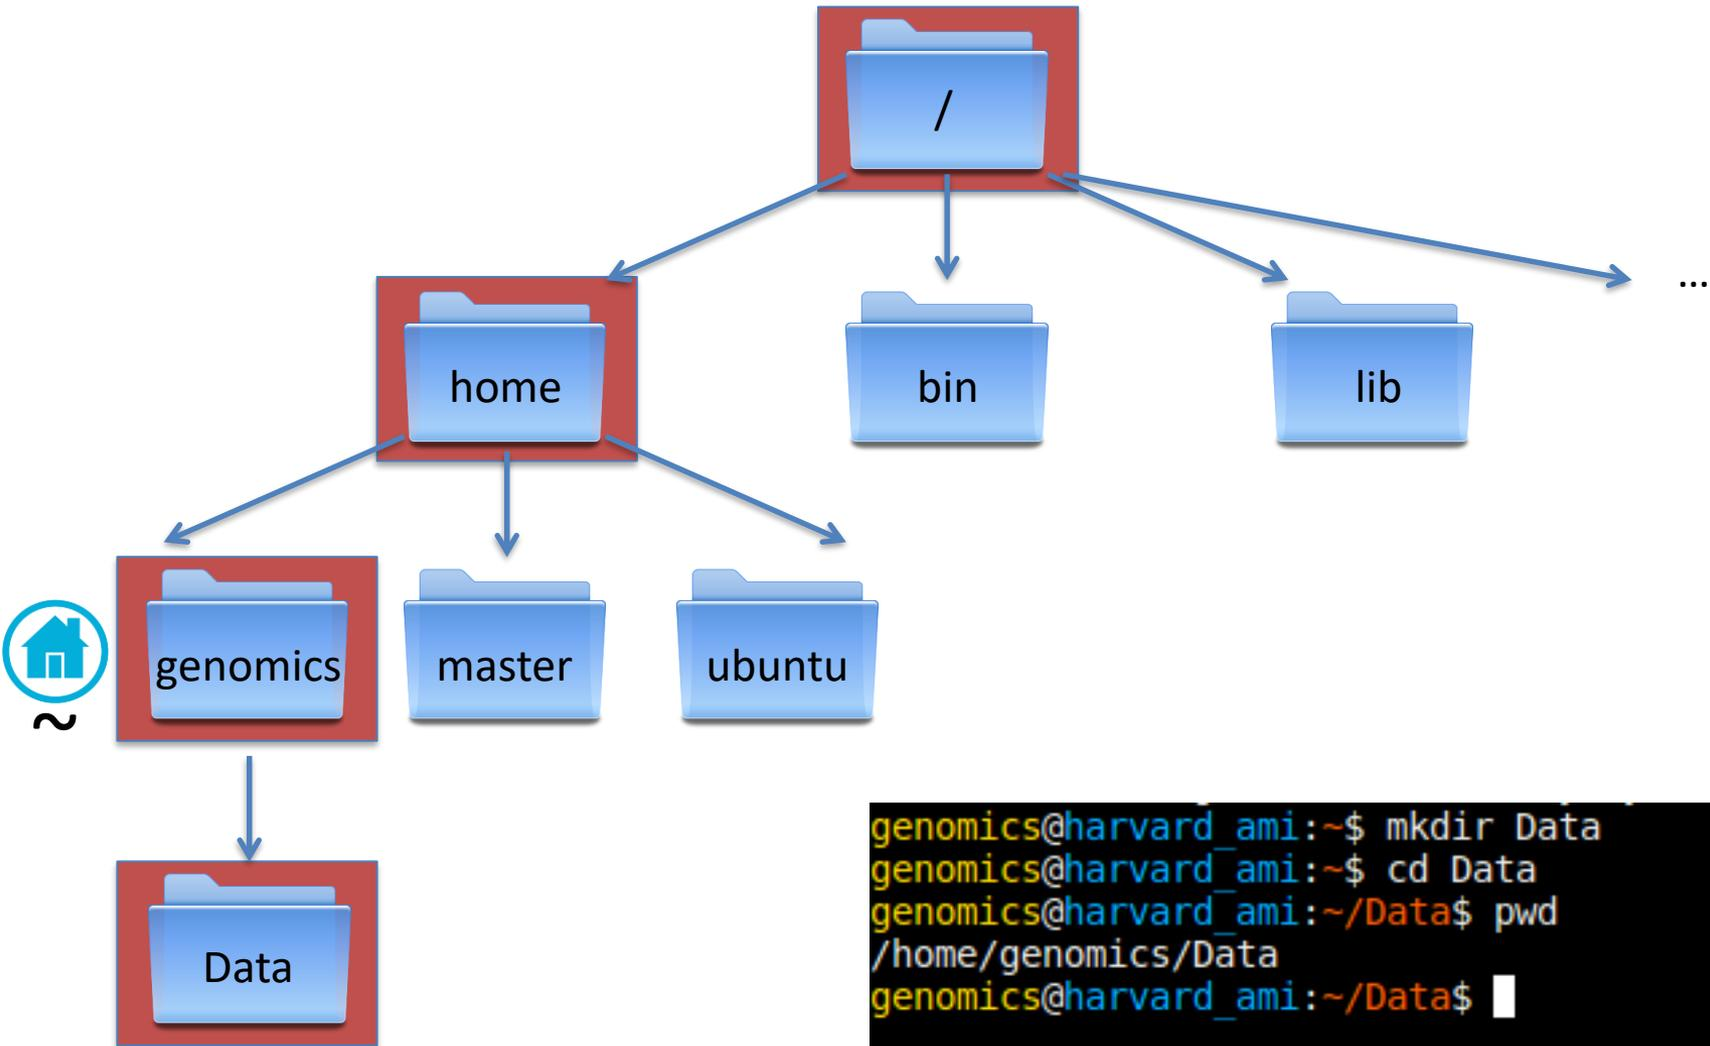 /
home
bin
lib
...
genomics
master
ubuntu
~
Data
genomics@harvard_ami:~$ mkdir Data
genomics@harvard_ami:~$ cd Data
genomics@harvard_ami:~/Data$ pwd
/home/genomics/Data
genomics@harvard_ami:~/Data$